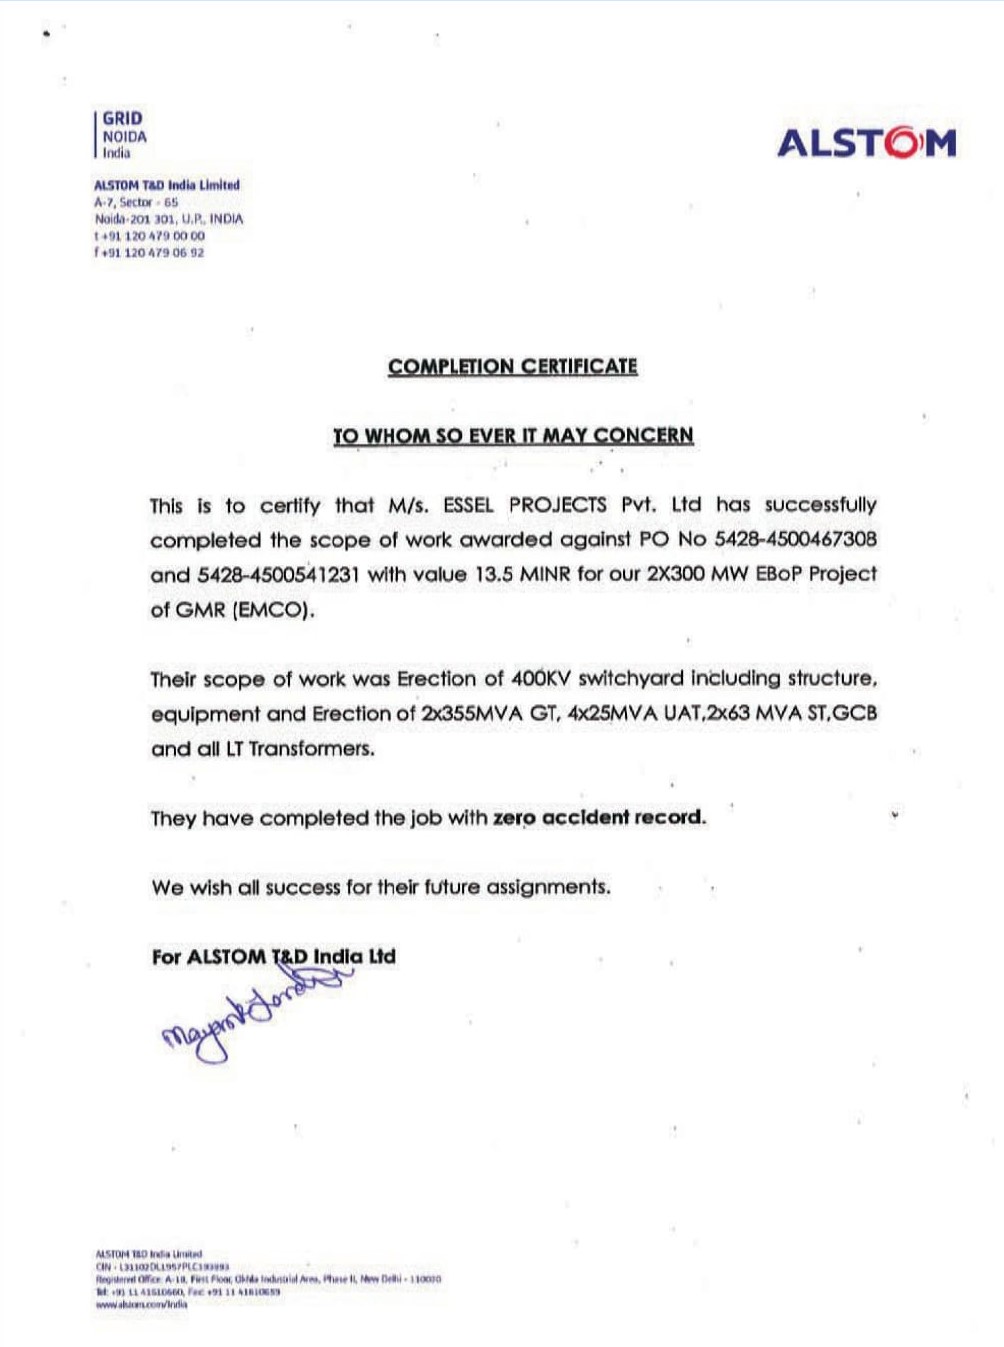 GRID
NOIDA
India
ALSTOM
ALSTOM T&D India Limited
A-7, Sector - 65
Noida-201 301, U.P., INDIA
t +91 120 479 00 00
f +91 120 479 06 92
COMPLETION CERTIFICATE
TO WHOM SO EVER IT MAY CONCERN
This is to certify that M/s. ESSEL PROJECTS Pvt. Ltd has successfully
completed the scope of work awarded against PO No 5428-4500467308
and 5428-4500541231 with value 13.5 MINR for our 2X300 MW EBoP Project
of GMR (EMCO).
Their scope of work was Erection of 400KV switchyard including structure,
equipment and Erection of 2x355MVA GT, 4x25MVA UAT,2x63 MVA ST,GCB
and all LT Transformers.
They have completed the job with zero accident record.
We wish all success for their future assignments.
For ALSTOM T&D India Ltd
ALSTOM T&D India Limited
CIN -
Registered Office: A-18, First Floor, Okhla Industrial Area, Phase II, New Delhi - 110020
Tel: +91 11 41610660, Fax: +91 11 41610659
www.alstom.com/india